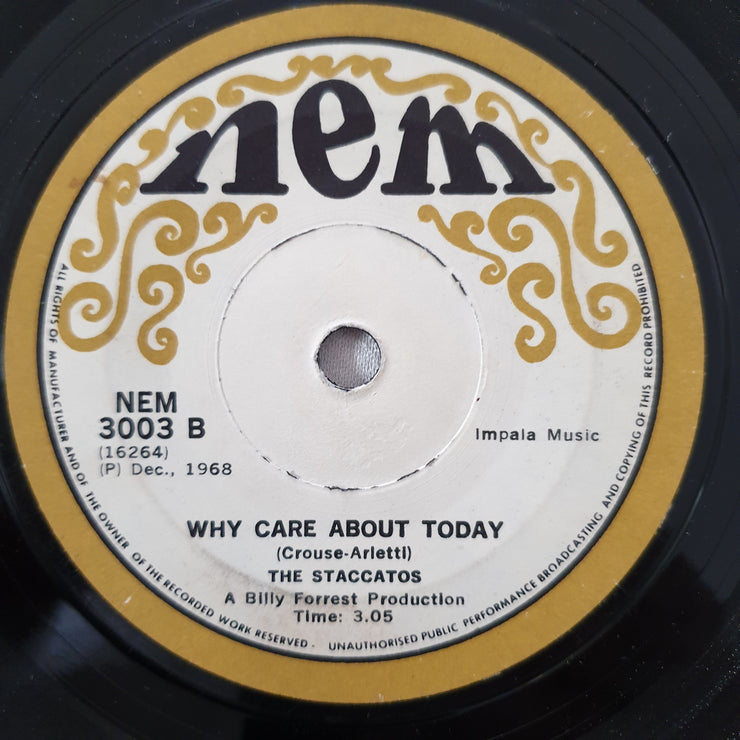 nem
NEM
3003 B
(16264)
(P) Dec., 1968
Impala Music
WHY CARE ABOUT TODAY
(Crouse-Arletti)
THE STACCATOS
A Billy Forrest Production
Time: 3.05
ALL RIGHTS OF MANUFACTURER AND OF THE OWNER OF THE RECORDED WORK RESERVED. UNAUTHORISED PUBLIC PERFORMANCE BROADCASTING AND COPYING OF THIS RECORD PROHIBITED